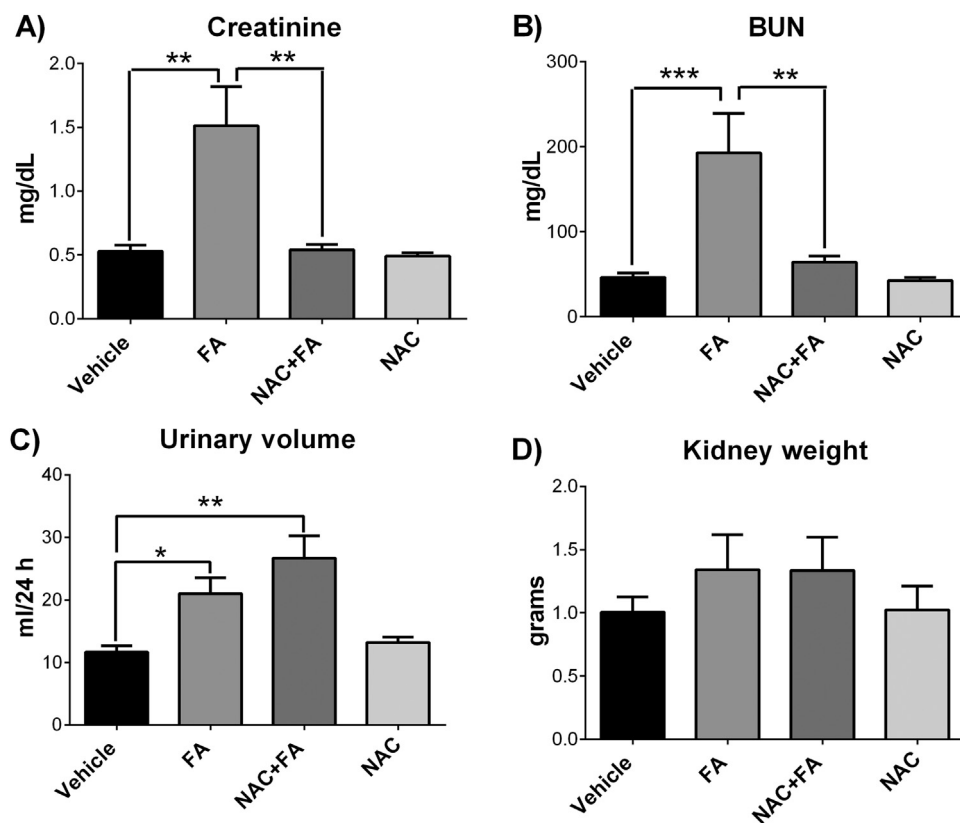 A) Creatinine
** **
2.0
1.5
1.0
0.5
0.0
mg/dL
Vehicle FA NAC+FA NAC
B) BUN
*** **
300
200
100
0
mg/dL
Vehicle FA NAC+FA NAC
C) Urinary volume
**
*
40
30
20
10
0
ml/24 h
Vehicle FA NAC+FA NAC
D) Kidney weight
2.0
1.5
1.0
0.5
0.0
grams
Vehicle FA NAC+FA NAC